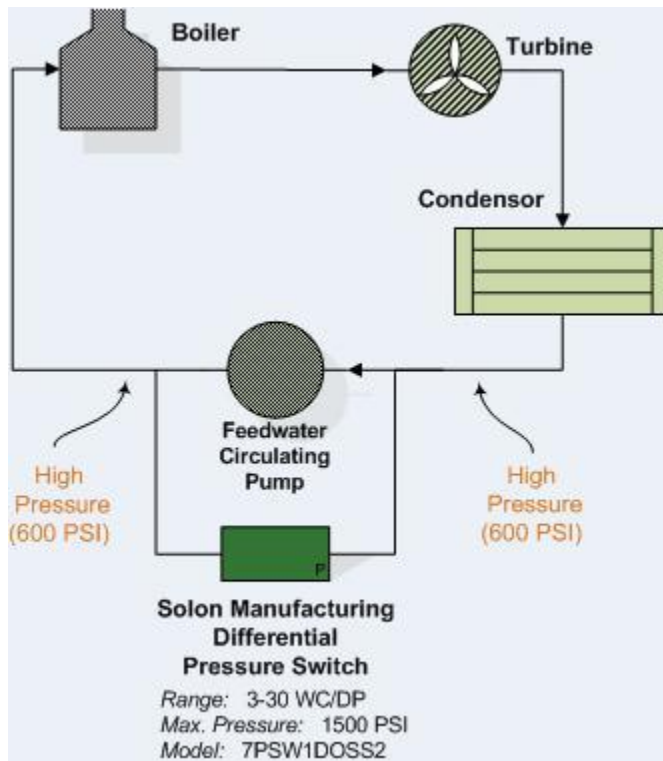 Boiler
Turbine
Condensor
Feedwater
Circulating
Pump
High
Pressure
(600 PSI)
High
Pressure
(600 PSI)
P
Solon Manufacturing
Differential
Pressure Switch
Range: 3-30 WC/DP
Max. Pressure: 1500 PSI
Model: 7PSW1DOSS2